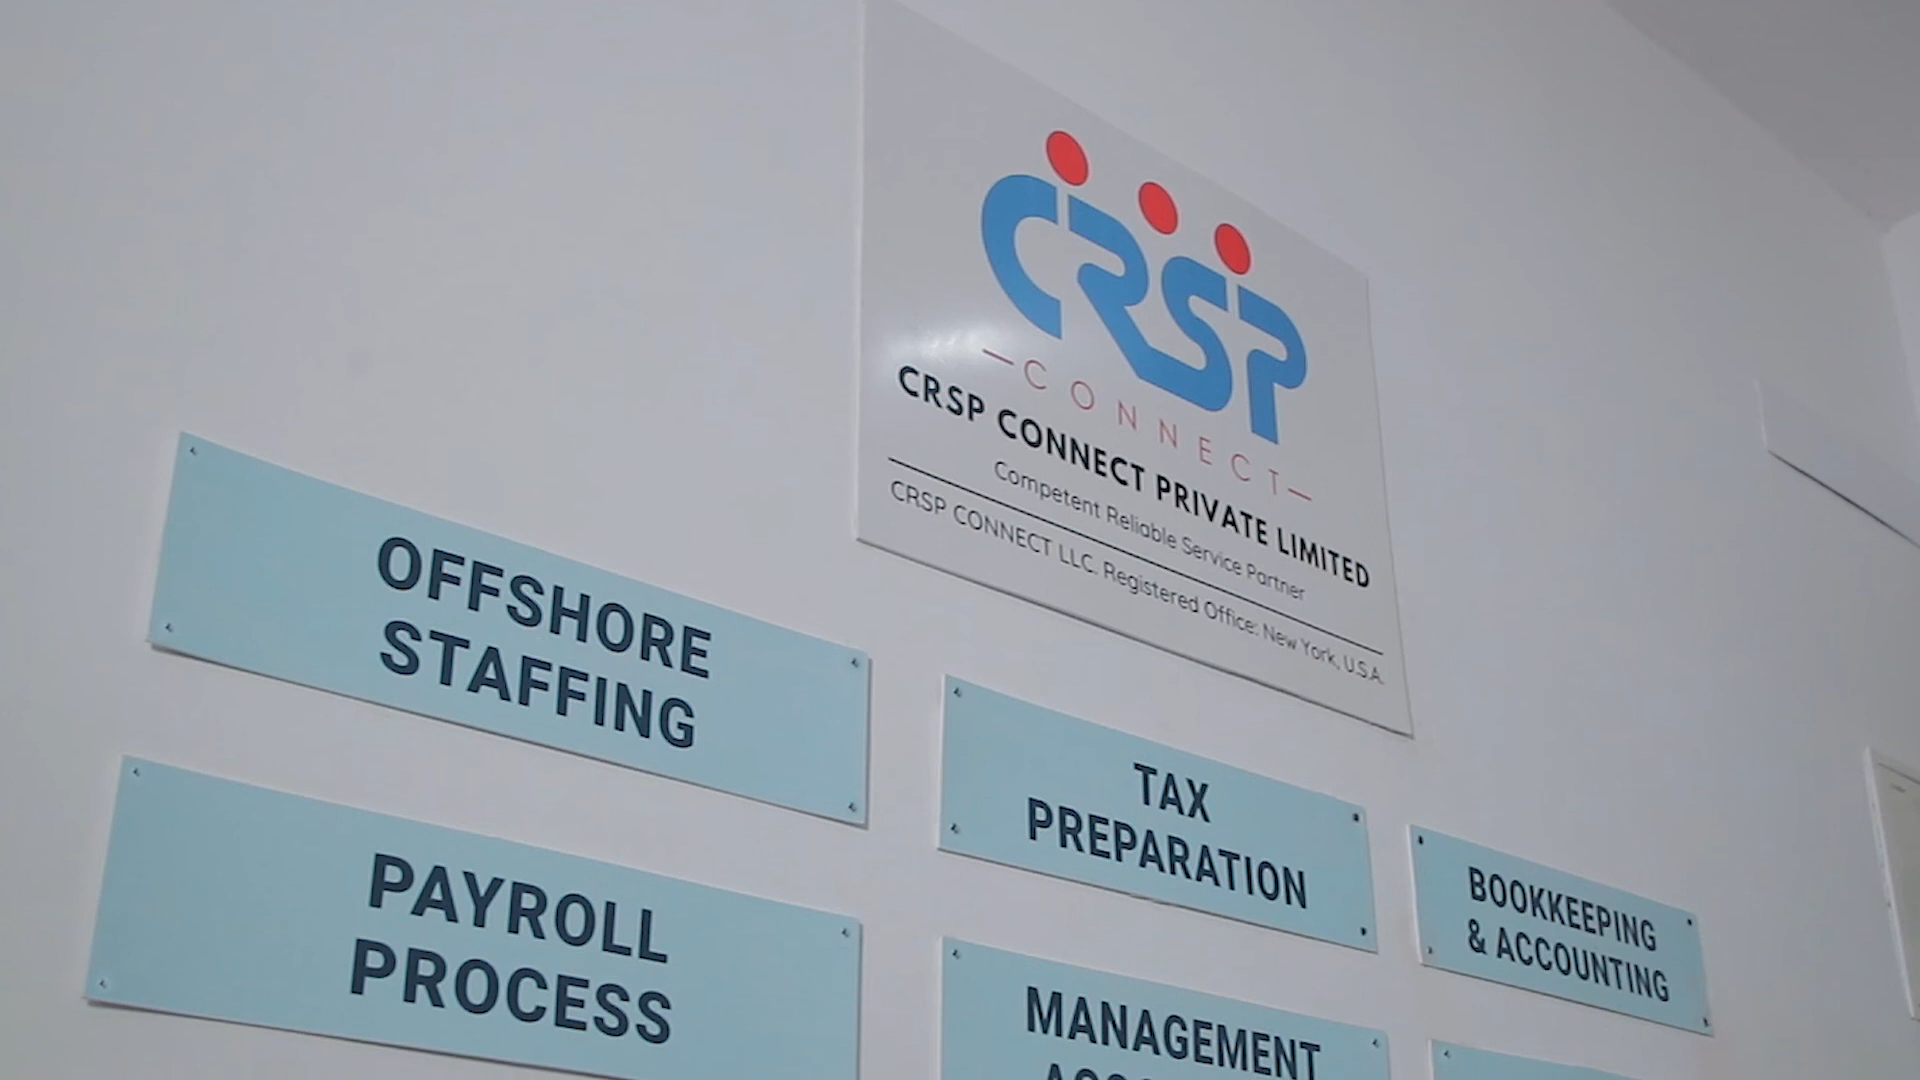 CRSP
CONNECT
CRSP CONNECT PRIVATE LIMITED
Competent Reliable Service Partner
CRSP CONNECT LLC. Registered Office: New York, U.S.A.
OFFSHORE
STAFFING
TAX
PREPARATION
BOOKKEEPING
& ACCOUNTING
PAYROLL
PROCESS
MANAGEMENT